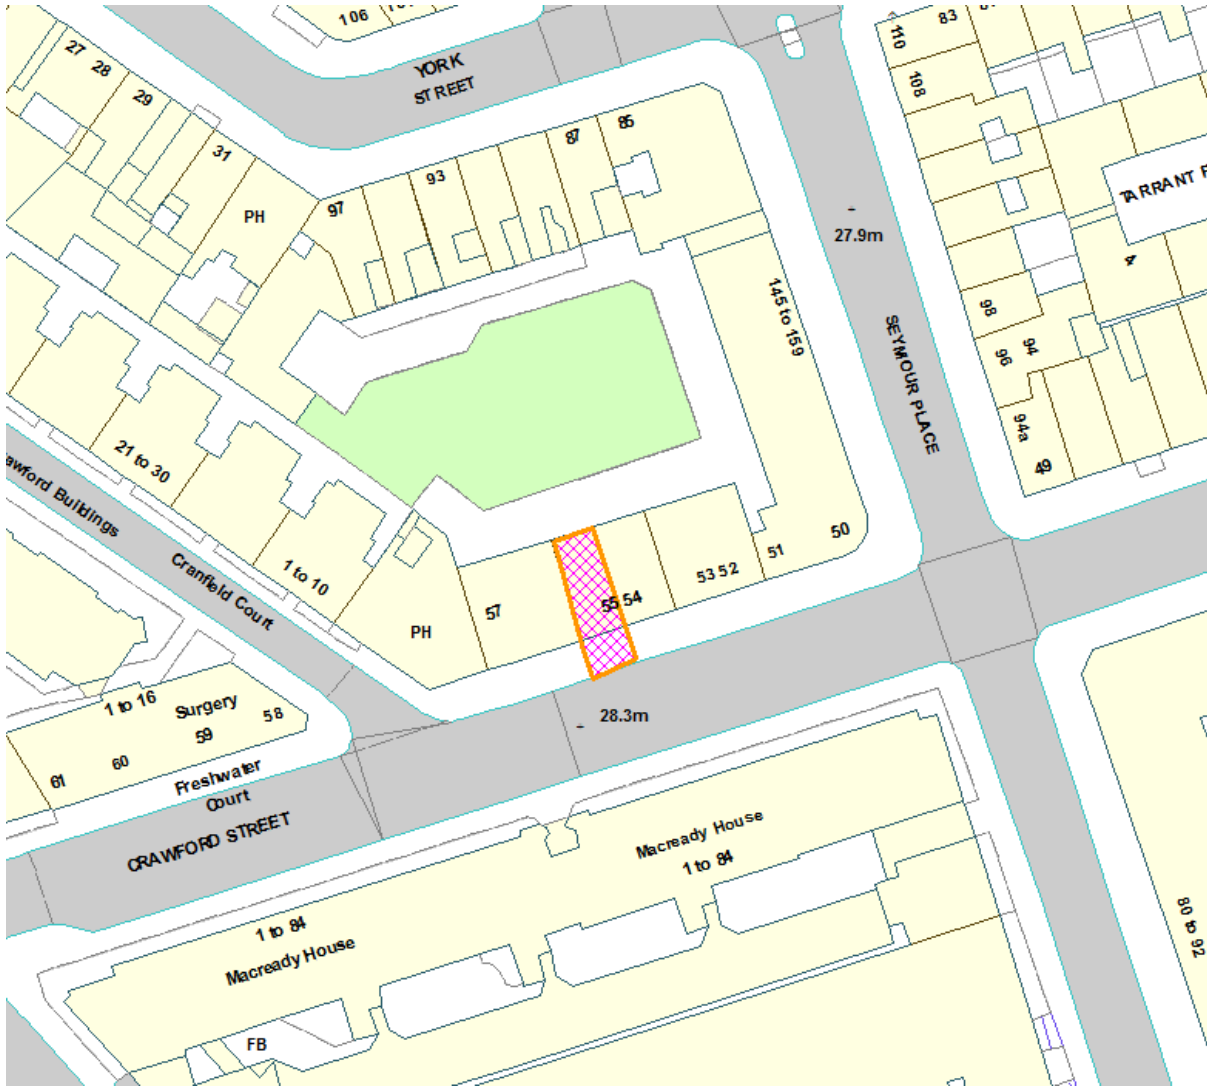 106
27
28
29
31
PH
YORK
STREET
97
93
87
85
110
83
108
TARRANT P
4
27.9m
145 to 159
SEYMOUR PLACE
98
96
94
94a
49
21 to 30
awford Buildings
Cranfield Court
1 to 10
PH
57
55 54
53 52
51
50
28.3m
1 to 16
Surgery
58
59
60
61
Freshwater
Court
CRAWFORD STREET
Macready House
1 to 84
1 to 84
Macready House
FB
80 to 92